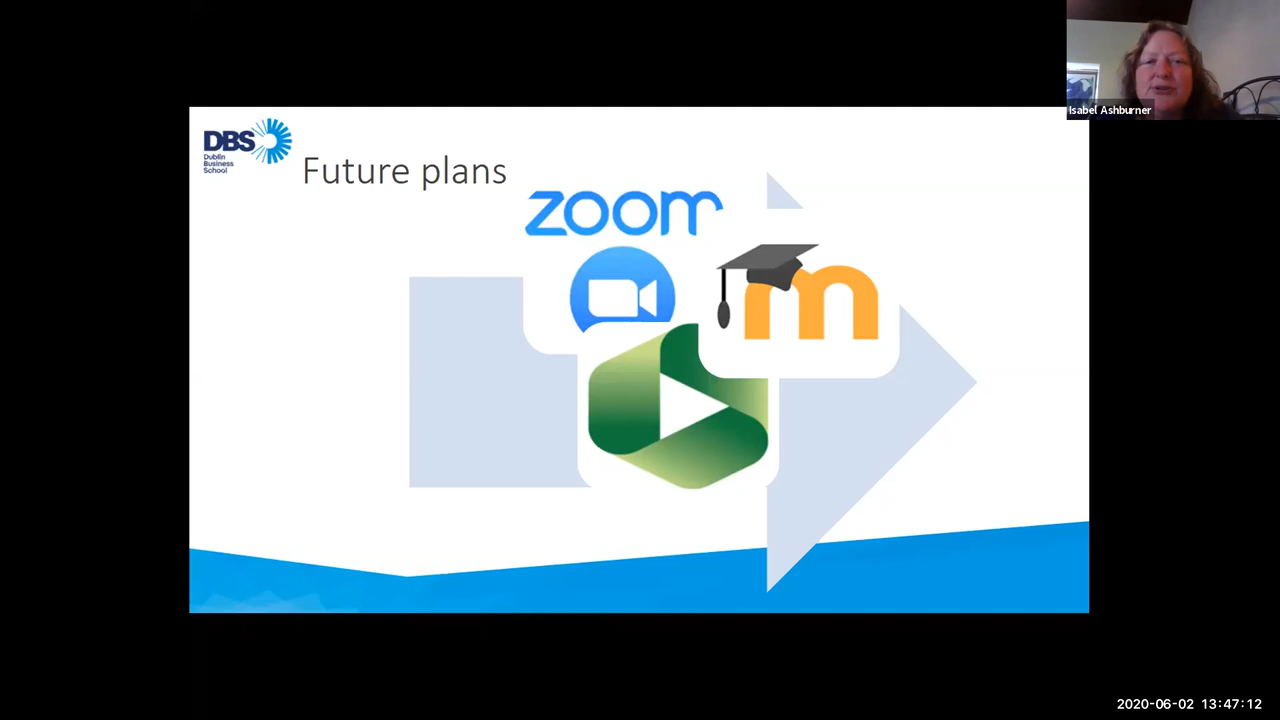 Isabel Ashburner
DBS
Dublin
Business
School
Future plans
zoom
m
2020-06-02 13:47:12